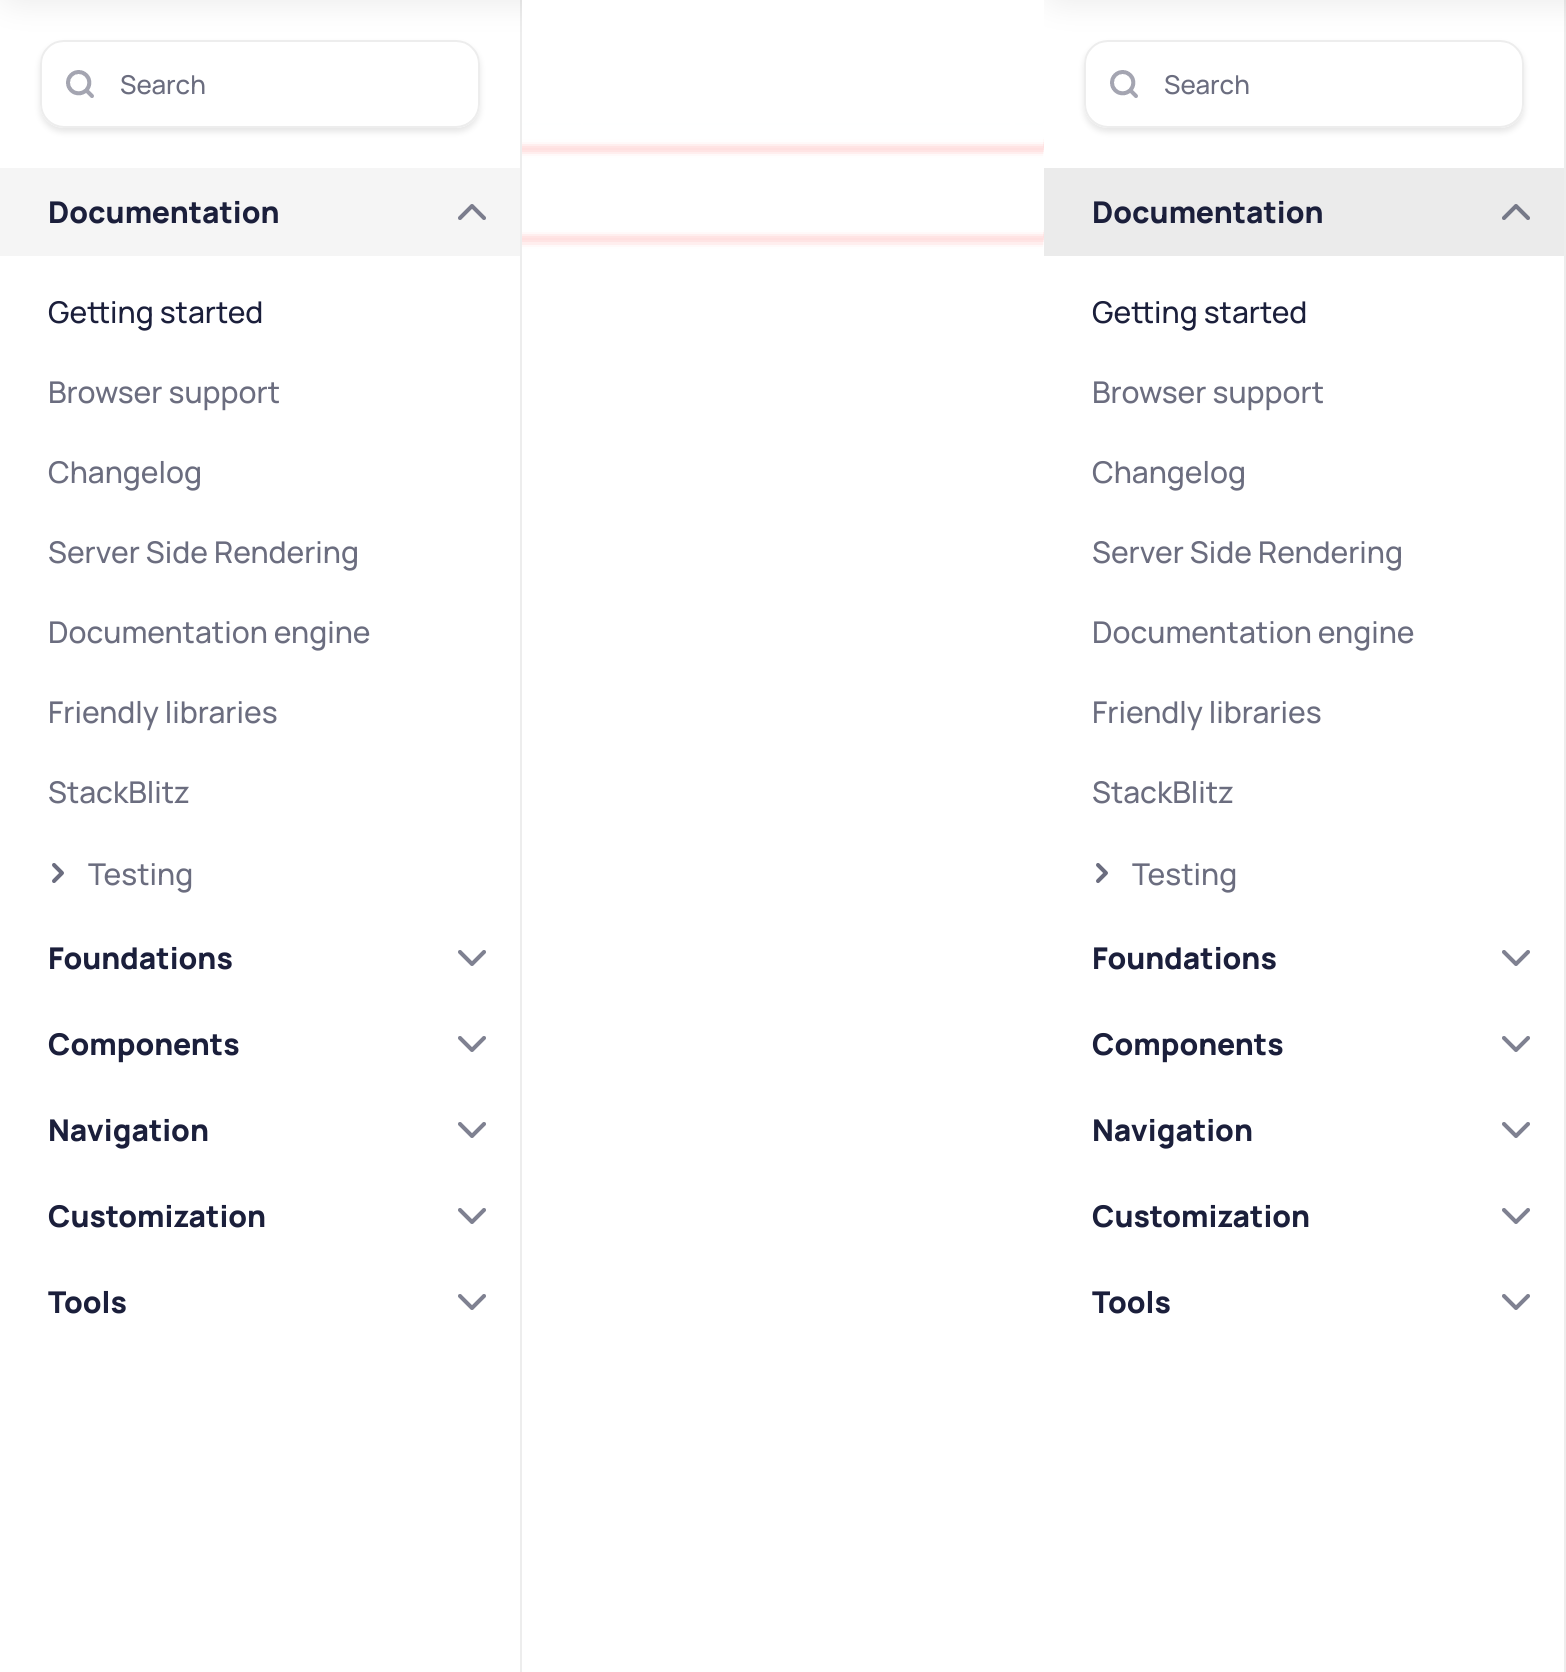 Search
Documentation
Getting started
Browser support
Changelog
Server Side Rendering
Documentation engine
Friendly libraries
StackBlitz
Testing
Foundations
Components
Navigation
Customization
Tools
Search
Documentation
Getting started
Browser support
Changelog
Server Side Rendering
Documentation engine
Friendly libraries
StackBlitz
Testing
Foundations
Components
Navigation
Customization
Tools